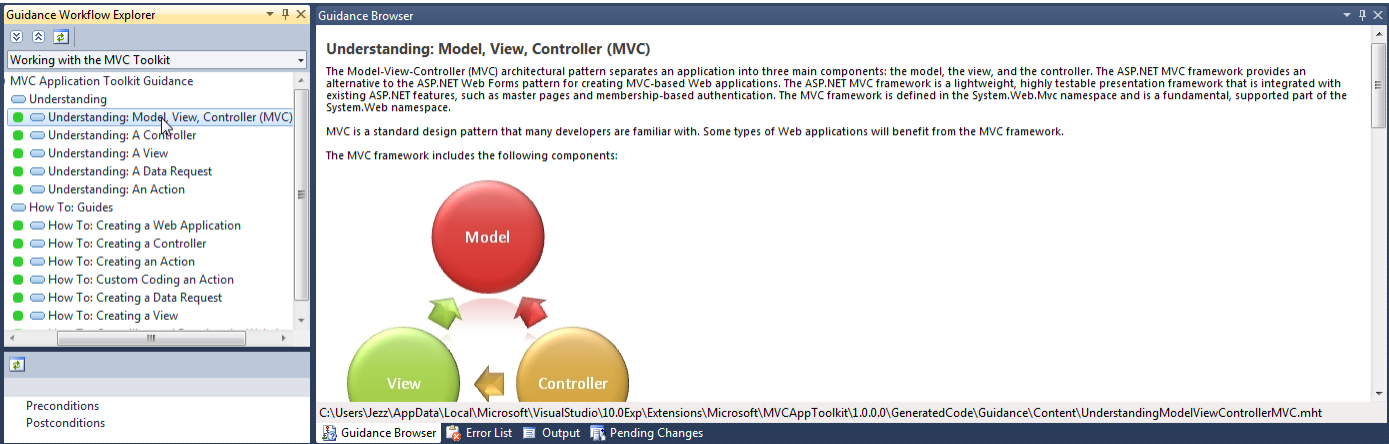 Guidance Workflow Explorer
Working with the MVC Toolkit
MVC Application Toolkit Guidance
Understanding
Understanding: Model, View, Controller (MVC)
Understanding: A Controller
Understanding: A View
Understanding: A Data Request
Understanding: An Action
How To: Guides
How To: Creating a Web Application
How To: Creating a Controller
How To: Creating an Action
How To: Custom Coding an Action
How To: Creating a Data Request
How To: Creating a View
Preconditions
Postconditions
Guidance Browser
Understanding: Model, View, Controller (MVC)
The Model-View-Controller (MVC) architectural pattern separates an application into three main components: the model, the view, and the controller. The ASP.NET MVC framework provides an
alternative to the ASP.NET Web Forms pattern for creating MVC-based Web applications. The ASP.NET MVC framework is a lightweight, highly testable presentation framework that is integrated with
existing ASP.NET features, such as master pages and membership-based authentication. The MVC framework is defined in the System.Web.Mvc namespace and is a fundamental, supported part of the
System.Web namespace.
MVC is a standard design pattern that many developers are familiar with. Some types of Web applications will benefit from the MVC framework.
The MVC framework includes the following components:
Model
View
Controller
C:\Users\Jezz\AppData\Local\Microsoft\VisualStudio\10.0Exp\Extensions\Microsoft\MVCAppToolkit\1.0.0.0\GeneratedCode\Guidance\Content\UnderstandingModelViewControllerMVC.mht
Guidance Browser
Error List
Output
Pending Changes